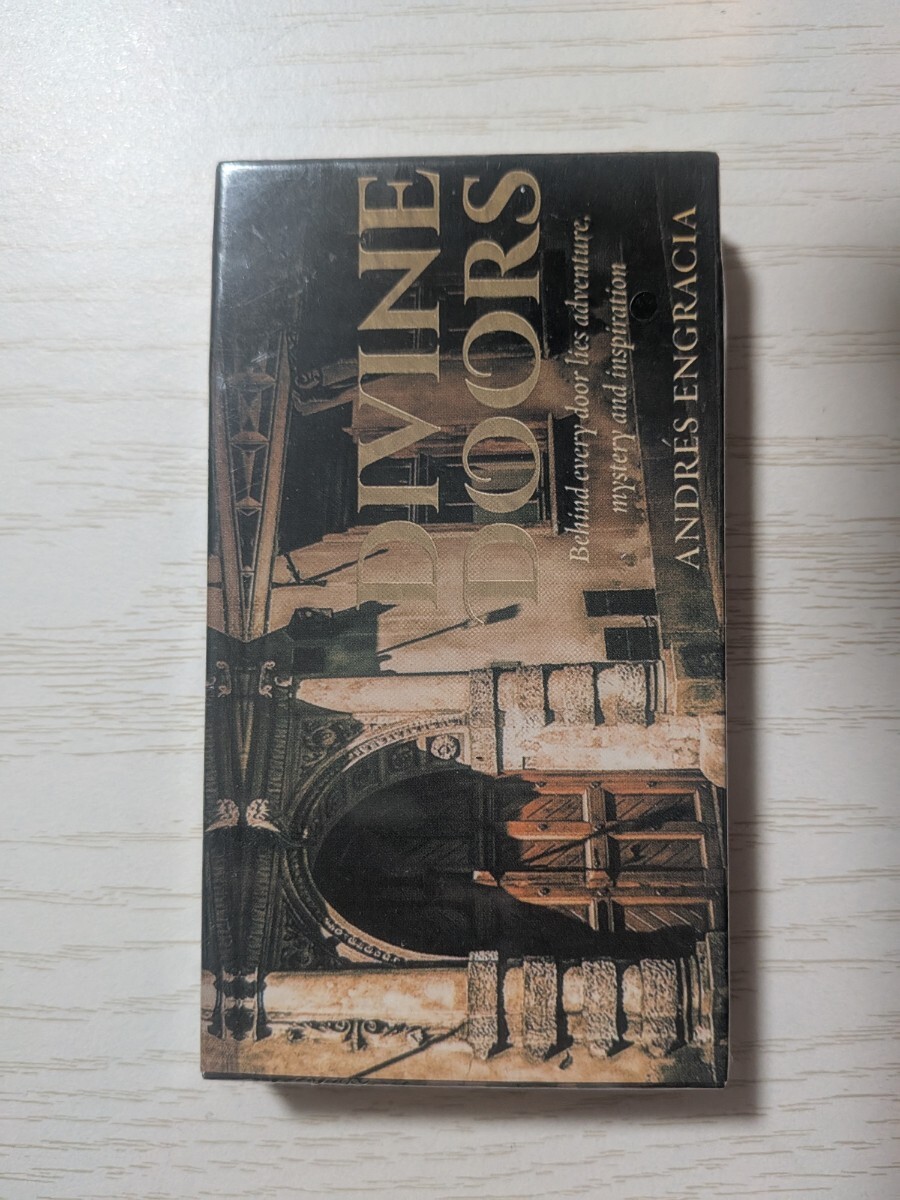 DIVINE
DOORS
Behind every door lies adventure,
mystery and inspiration
ANDRÉS ENGRACIA